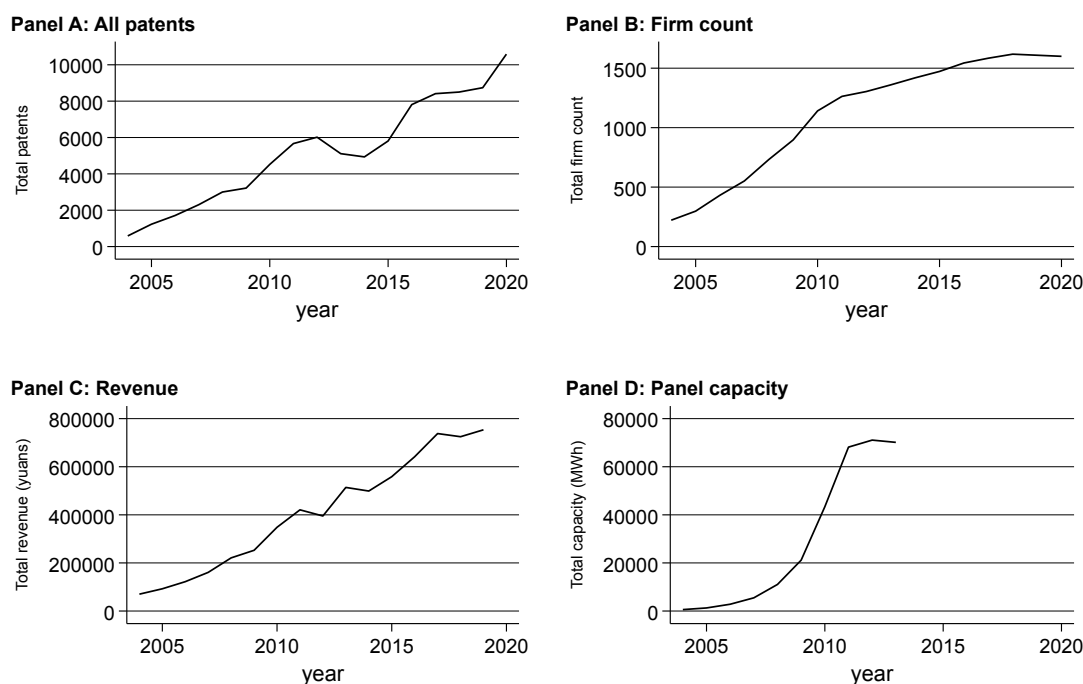 Panel A: All patents
Total patents
10000
8000
6000
4000
2000
0
2005 2010 2015 2020
year
Panel B: Firm count
Total firm count
1500
1000
500
0
2005 2010 2015 2020
year
Panel C: Revenue
Total revenue (yuans)
800000
600000
400000
200000
0
2005 2010 2015 2020
year
Panel D: Panel capacity
Total capacity (MWh)
80000
60000
40000
20000
0
2005 2010 2015 2020
year